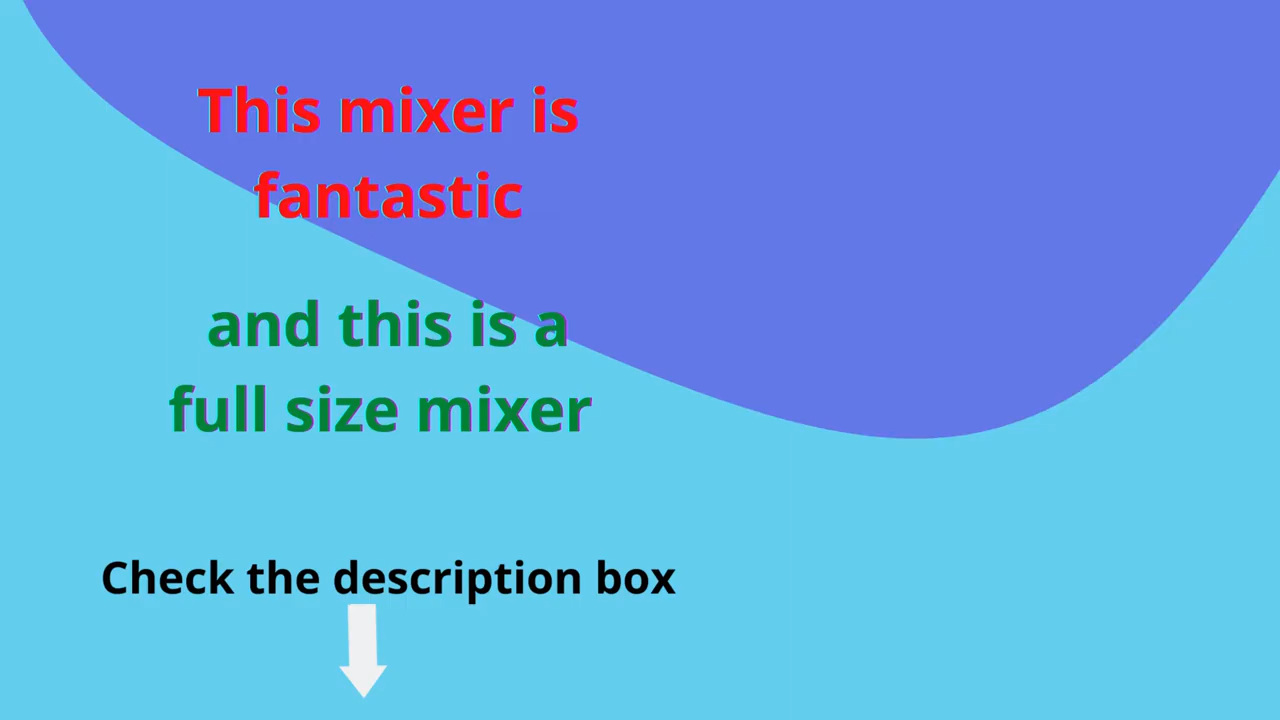 This mixer is
fantastic
and this is a
full size mixer
Check the description box